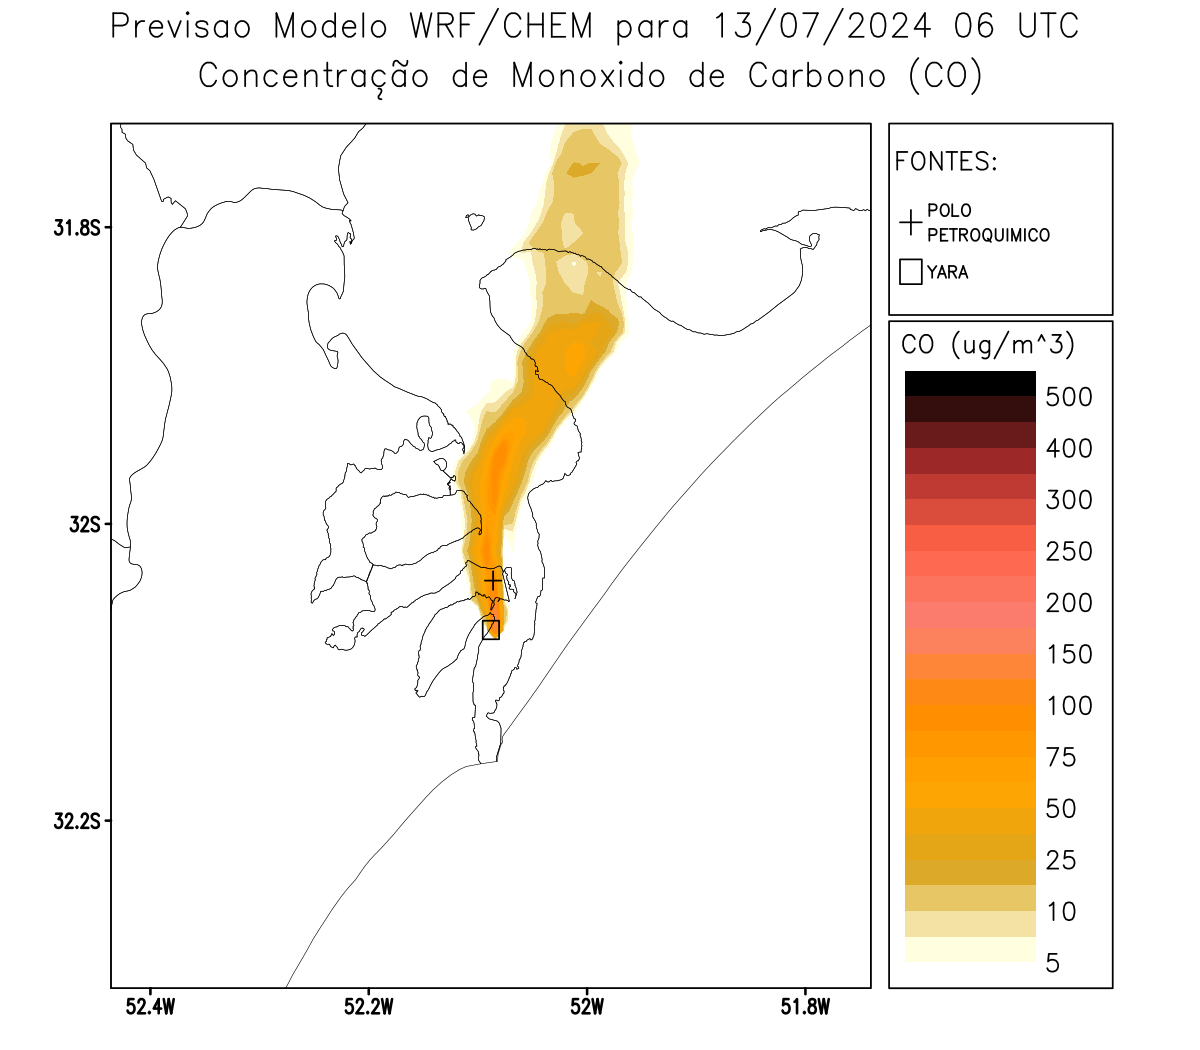 Previsao Modelo WRF/CHEM para 13/07/2024 06 UTC
Concentração de Monoxido de Carbono (CO)
FONTES:
POLO
PETROQUIMICO
YARA
CO (ug/m^3)
500
400
300
250
200
150
100
75
50
25
10
5
31.8S
32S
32.2S
52.4W
52.2W
52W
51.8W